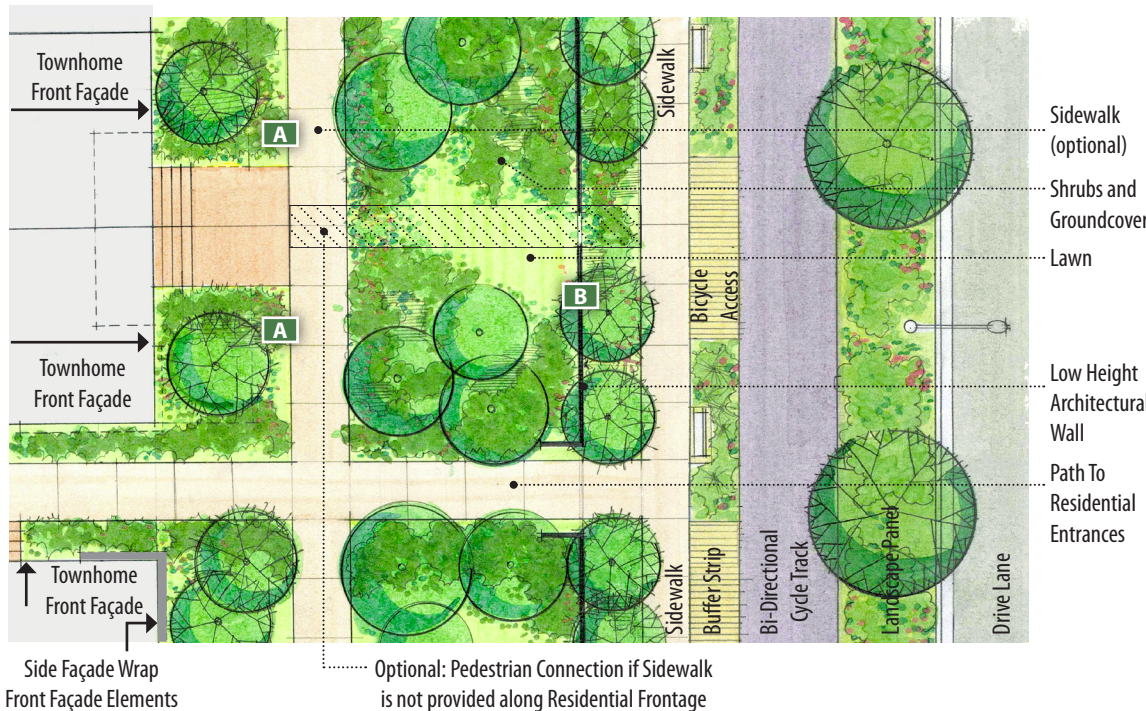 Townhome
Front Façade
A
Sidewalk
Sidewalk
(optional)
Shrubs and
Groundcover
Lawn
B
Bicycle
Access
A
Townhome
Front Façade
Low Height
Architectural
Wall
Path To
Residential
Entrances
Townhome
Front Façade
Sidewalk
Buffer Strip
Bi-Directional
Cycle Track
Landscape Panel
Drive Lane
Side Façade Wrap
Front Façade Elements
Optional: Pedestrian Connection if Sidewalk
is not provided along Residential Frontage